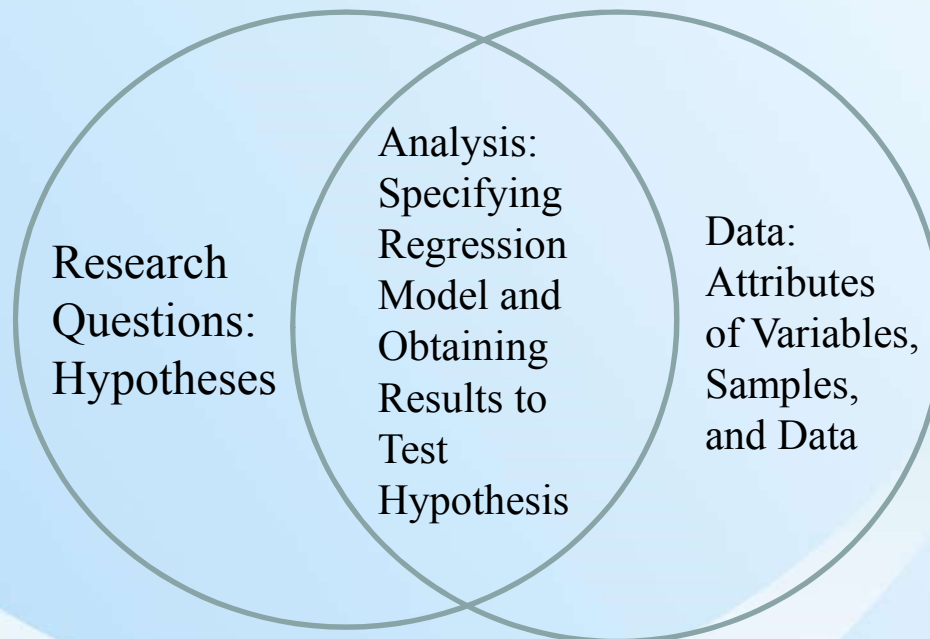 Research
Questions:
Hypotheses
Analysis:
Specifying
Regression
Model and
Obtaining
Results to
Test
Hypothesis
Data:
Attributes
of Variables,
Samples,
and Data